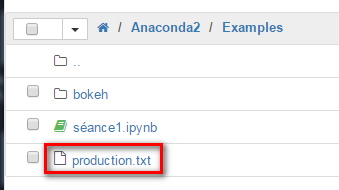 / Anaconda2 / Examples
..
bokeh
séance1.ipynb
production.txt